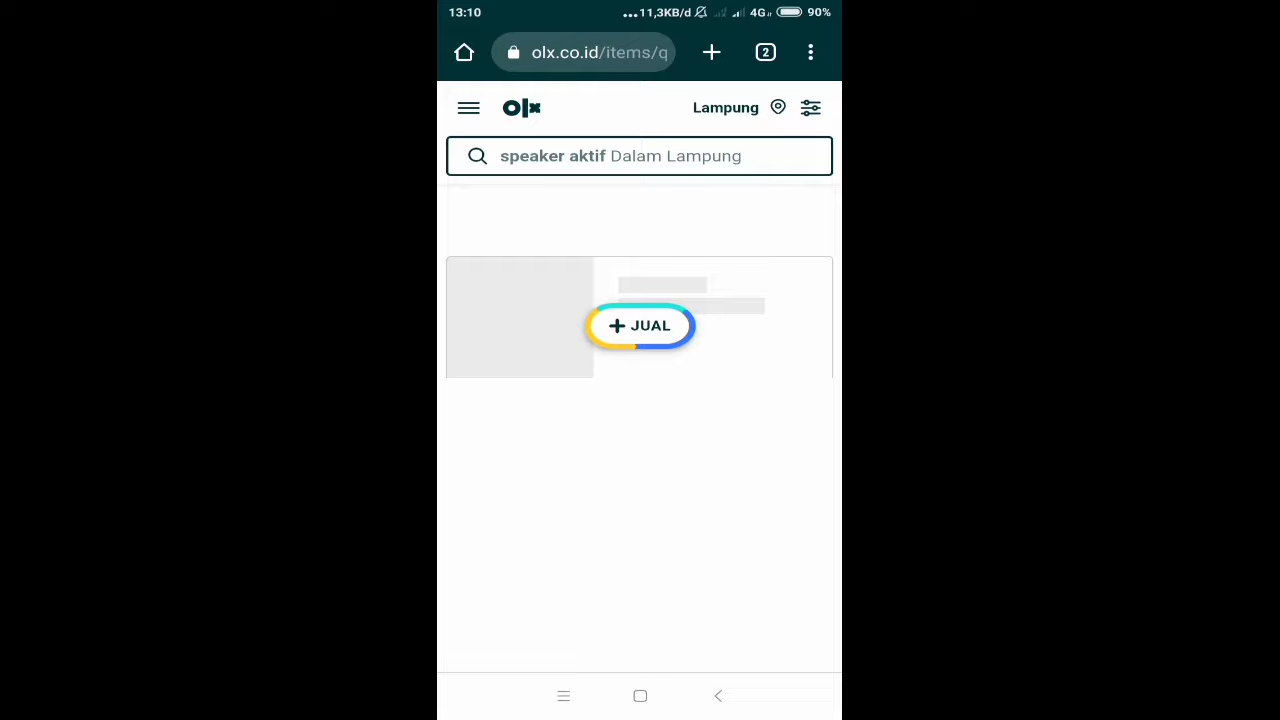 13:10 ...11,3KB/d 4G 90%
olx.co.id/items/q 2
olx Lampung
speaker aktif Dalam Lampung
+ JUAL